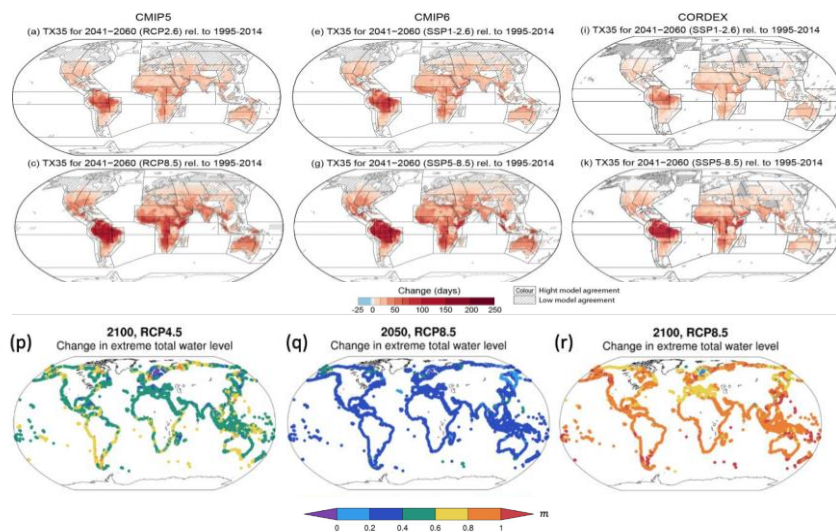 CMIP5
CMIP6
CORDEX
(a) TX35 for 2041−2060 (RCP2.6) rel. to 1995-2014
(e) TX35 for 2041−2060 (SSP1-2.6) rel. to 1995-2014
(i) TX35 for 2041−2060 (SSP1-2.6) rel. to 1995-2014
(c) TX35 for 2041−2060 (RCP8.5) rel. to 1995-2014
(g) TX35 for 2041−2060 (SSP5-8.5) rel. to 1995-2014
(k) TX35 for 2041−2060 (SSP5-8.5) rel. to 1995-2014
Change (days)
-25 0 50 100 150 200 250
Colour Hight model agreement
Low model agreement
(p) 2100, RCP4.5
Change in extreme total water level
(q) 2050, RCP8.5
Change in extreme total water level
(r) 2100, RCP8.5
Change in extreme total water level
0 0.2 0.4 0.6 0.8 1 m